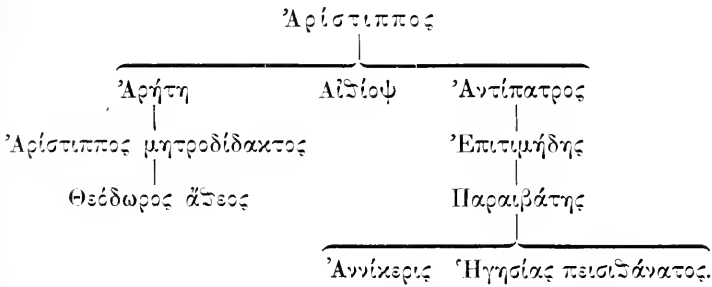 Ἀρίστιππος
Ἀρήτη Αἰϑίοψ Ἀντίπατρος
Ἀρίστιππος μητροδίδακτος Ἐπιτιμήδης
Θεόδωρος ἄϑεος Παραιβάτης
Ἀννίκερις Ἡγησίας πεισιϑάνατος.